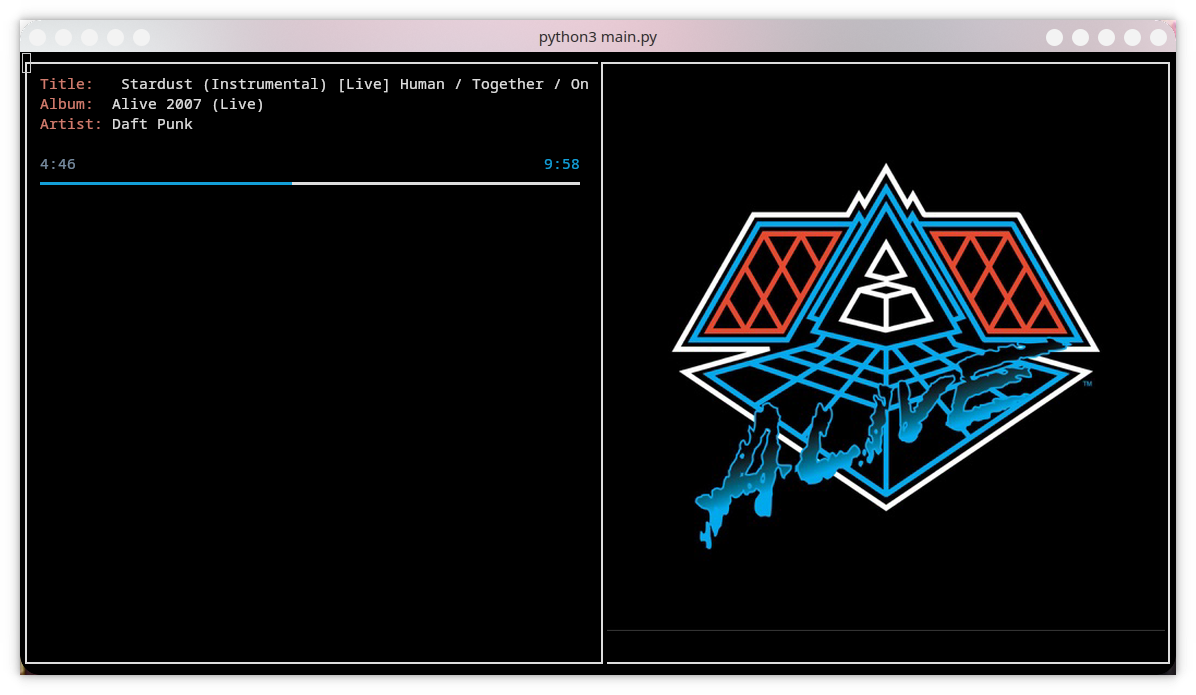 python3 main.py
Title: Stardust (Instrumental) [Live] Human / Together / On
Album: Alive 2007 (Live)
Artist: Daft Punk
4:46 9:58
ALIVE
TM